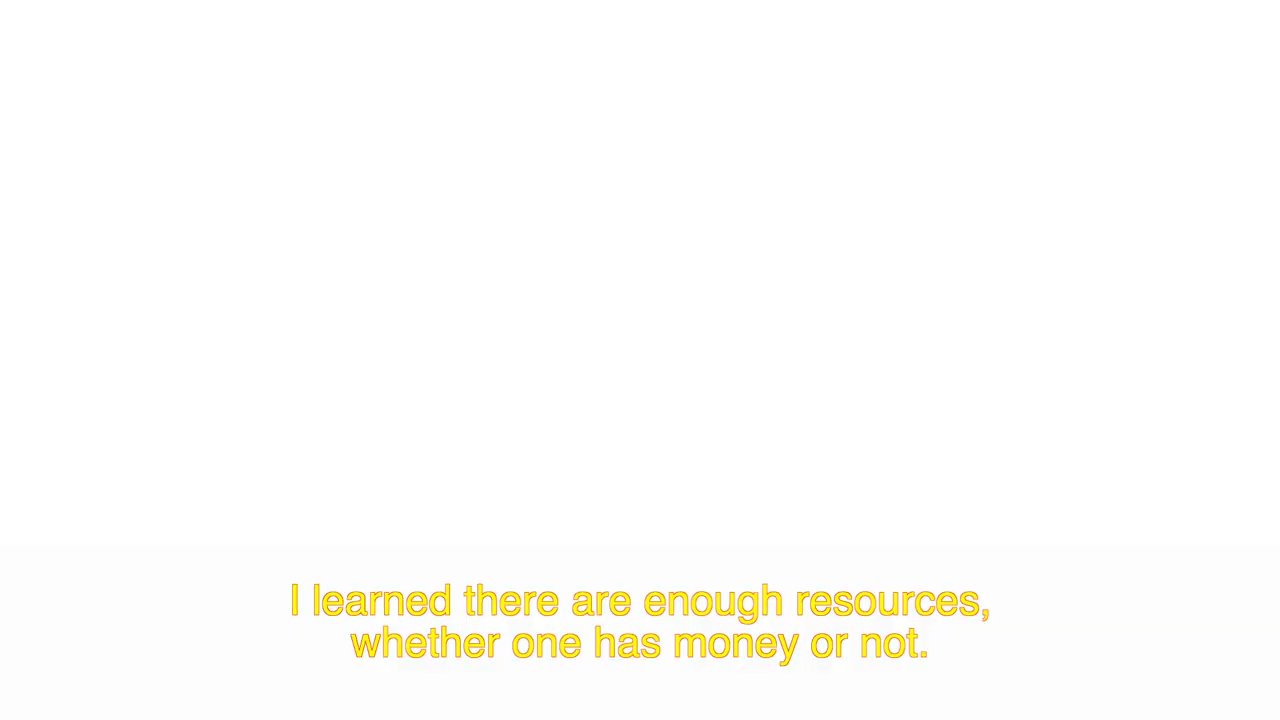 I learned there are enough resources,
whether one has money or not.